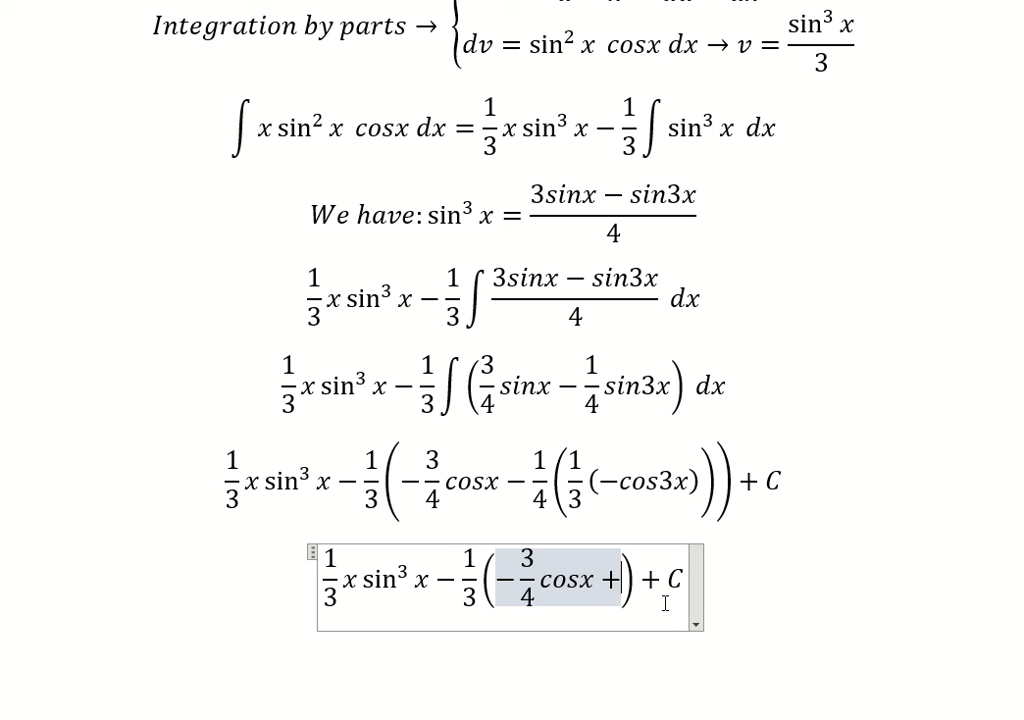 Integration by parts → { dv = sin² x cosx dx → v = sin³ x / 3
∫ x sin² x cosx dx = 1/3 x sin³ x − 1/3 ∫ sin³ x dx
We have: sin³ x = (3sinx − sin3x) / 4
1/3 x sin³ x − 1/3 ∫ (3sinx − sin3x) / 4 dx
1/3 x sin³ x − 1/3 ∫ (3/4 sinx − 1/4 sin3x) dx
1/3 x sin³ x − 1/3 (−3/4 cosx − 1/4 (1/3 (−cos3x))) + C
1/3 x sin³ x − 1/3 (−3/4 cosx +) + C